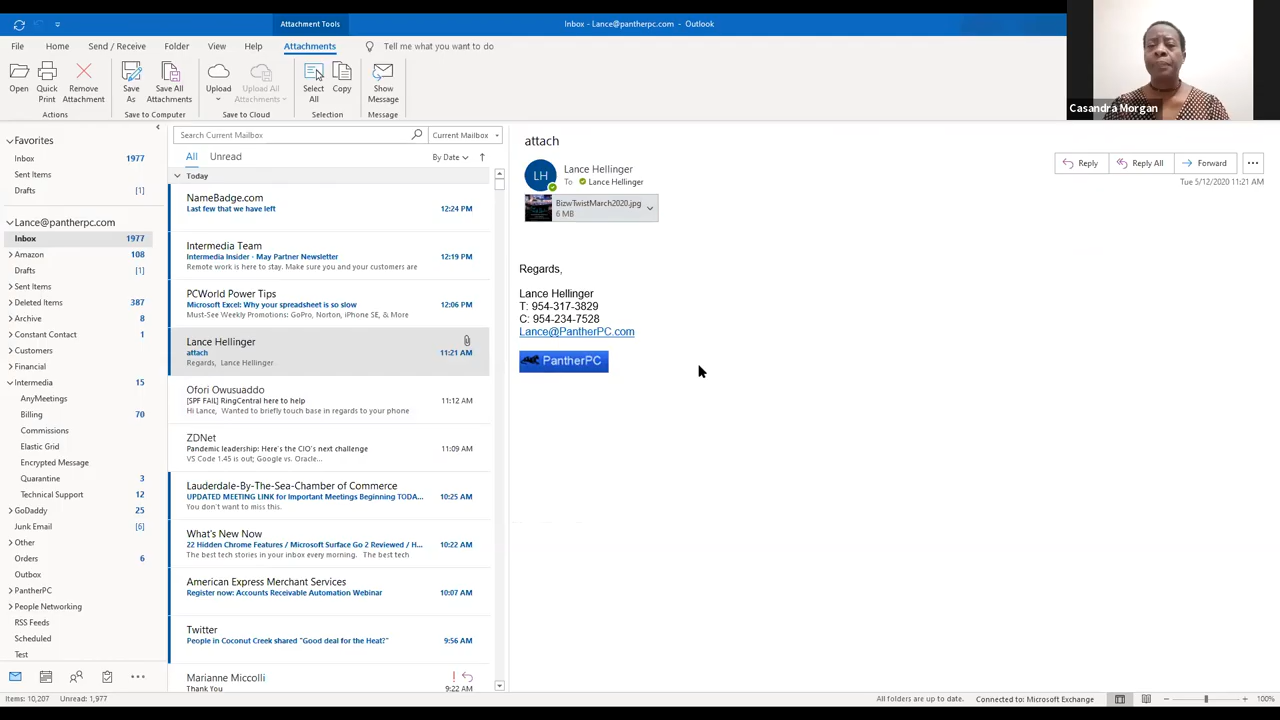 Attachment Tools
Inbox - Lance@pantherpc.com - Outlook
File Home Send / Receive Folder View Help Attachments Tell me what you want to do
Open Quick Print Remove Attachment Save As Save All Attachments Upload Upload All Attachments Select All Copy Show Message
Actions Save to Computer Save to Cloud Selection Message
Casandra Morgan
Favorites
Inbox 1977
Sent Items
Drafts [1]
Lance@pantherpc.com
Inbox 1977
Amazon 108
Drafts [1]
Sent Items
Deleted Items 387
Archive 8
Constant Contact 1
Customers
Financial
Intermedia 15
AnyMeetings
Billing 70
Commissions
Elastic Grid
Encrypted Message
Quarantine 3
Technical Support 12
GoDaddy 25
Junk Email [6]
Other
Orders 6
Outbox
PantherPC
People Networking
RSS Feeds
Scheduled
Test
Search Current Mailbox Current Mailbox
All Unread By Date
Today
NameBadge.com
Last few that we have left 12:24 PM
Intermedia Team
Intermedia Insider - May Partner Newsletter 12:19 PM
Remote work is here to stay. Make sure you and your customers are
PCWorld Power Tips
Microsoft Excel: Why your spreadsheet is so slow 12:06 PM
Must-See Weekly Promotions: GoPro, Norton, iPhone SE, & More
Lance Hellinger
attach 11:21 AM
Regards, Lance Hellinger
Ofori Owusuaddo
[SPF FAIL] RingCentral here to help 11:12 AM
Hi Lance, Wanted to briefly touch base in regards to your phone
ZDNet
Pandemic leadership: Here's the CIO's next challenge 11:09 AM
VS Code 1.45 is out; Google vs. Oracle...
Lauderdale-By-The-Sea-Chamber of Commerce
UPDATED MEETING LINK for Important Meetings Beginning TODA... 10:25 AM
You don't want to miss this.
What's New Now
22 Hidden Chrome Features / Microsoft Surface Go 2 Reviewed / H... 10:22 AM
The best tech stories in your inbox every morning. The best tech
American Express Merchant Services
Register now: Accounts Receivable Automation Webinar 10:07 AM
Twitter
People in Coconut Creek shared "Good deal for the Heat?" 9:56 AM
Marianne Miccolli
Thank You 9:22 AM
attach
LH
Lance Hellinger
To Lance Hellinger
Reply Reply All Forward
Tue 5/12/2020 11:21 AM
BizwTwistMarch2020.jpg
6 MB
Regards,
Lance Hellinger
T: 954-317-3829
C: 954-234-7528
Lance@PantherPC.com
PantherPC
Items: 10,207 Unread: 1,977 All folders are up to date. Connected to: Microsoft Exchange 100%